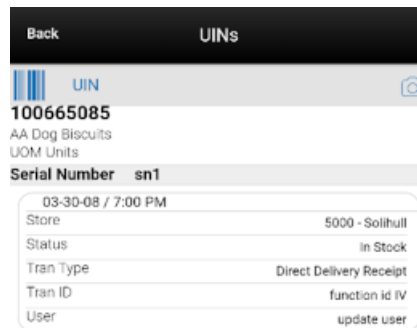 Back UINs
UIN
100665085
AA Dog Biscuits
UOM Units
Serial Number sn1
03-30-08 / 7:00 PM
Store 5000 - Solihull
Status In Stock
Tran Type Direct Delivery Receipt
Tran ID function id IV
User update user